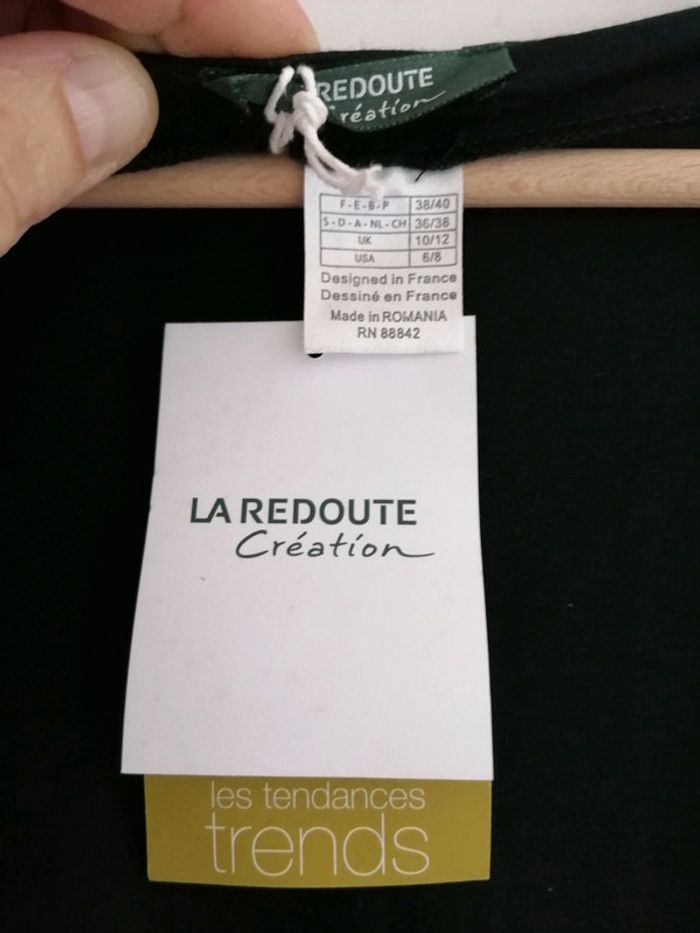 REDOUTE
réation
F-E-B-P 38/40
S-D-A-NL-CH 36/38
UK 10/12
USA 6/8
Designed in France
Dessiné en France
Made in ROMANIA
RN 88842
LA REDOUTE
Création
les tendances
trends